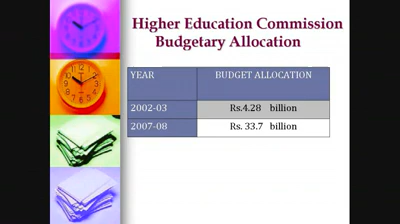 Higher Education Commission
Budgetary Allocation
YEAR BUDGET ALLOCATION
2002-03 Rs.4.28 billion
2007-08 Rs. 33.7 billion